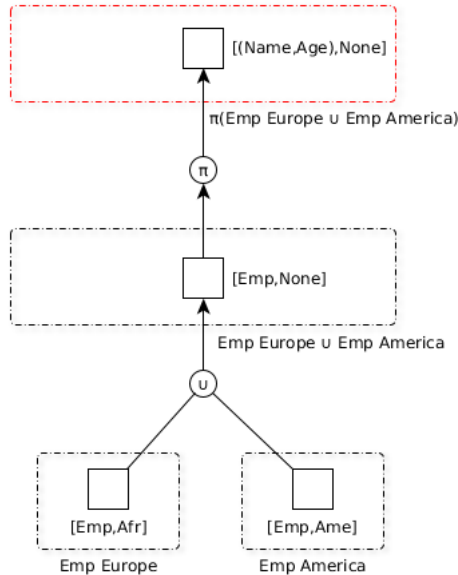 [(Name,Age),None]
π(Emp Europe ∪ Emp America)
π
[Emp,None]
Emp Europe ∪ Emp America
∪
[Emp,Afr] [Emp,Ame]
Emp Europe Emp America